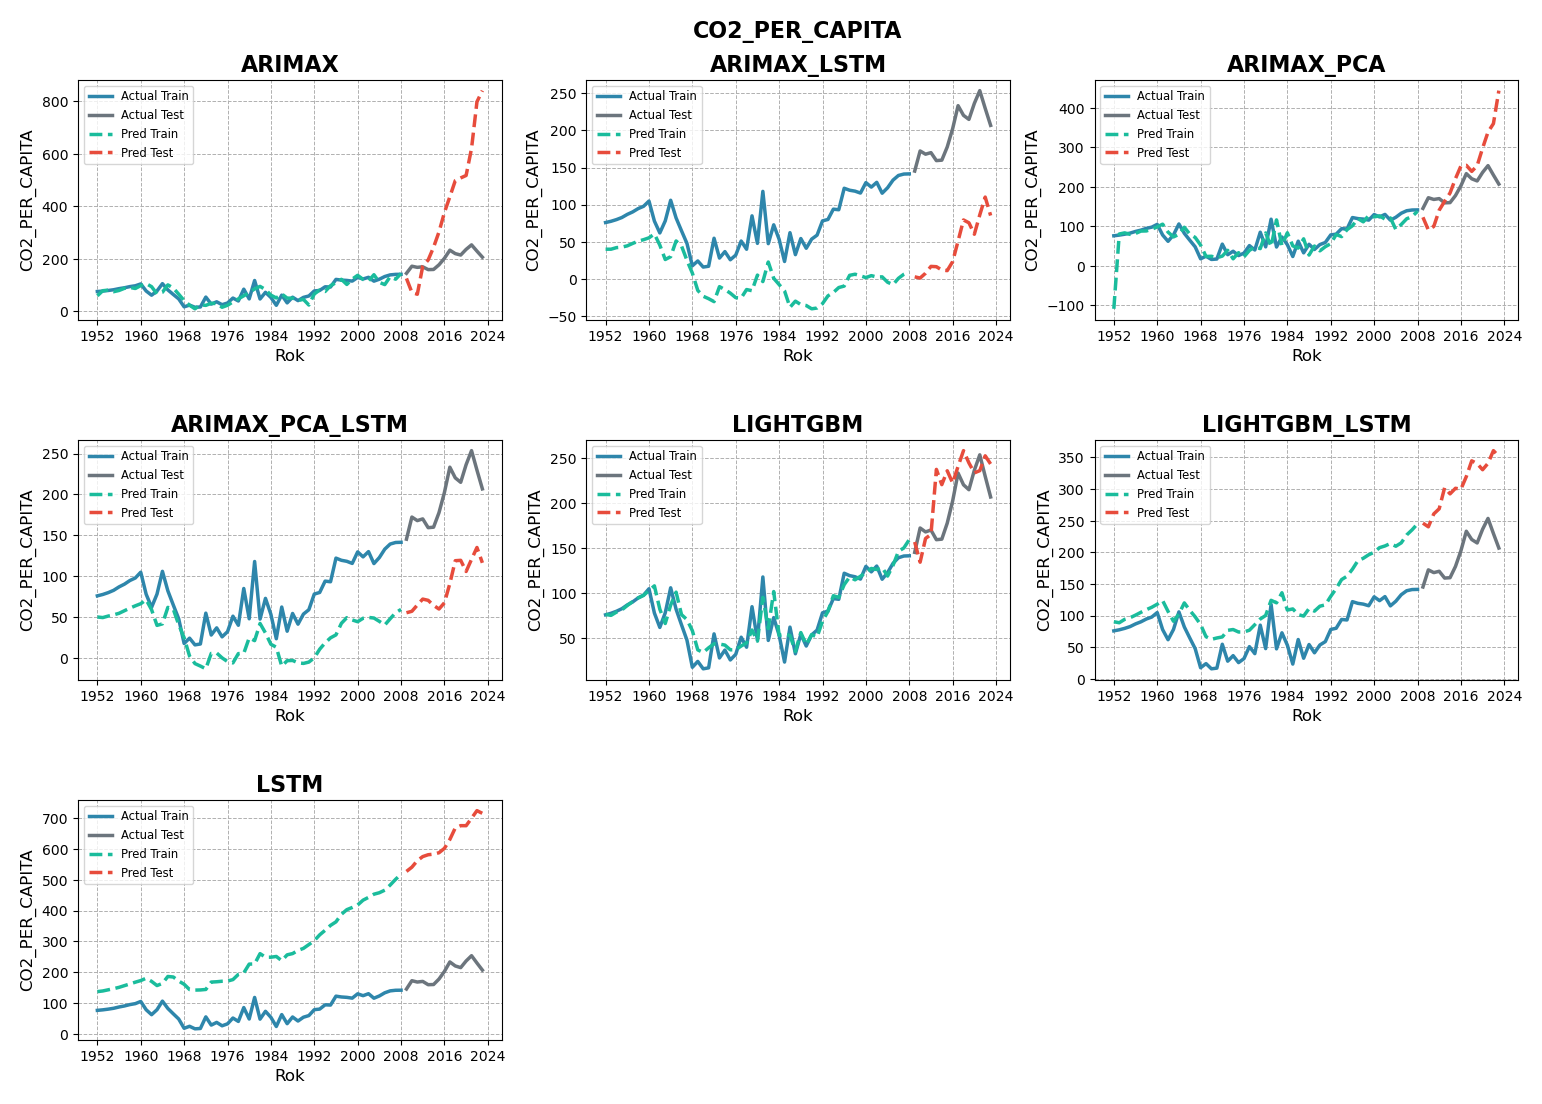 CO2_PER_CAPITA
ARIMAX
CO2_PER_CAPITA
800
600
400
200
0
Actual Train
Actual Test
Pred Train
Pred Test
1952 1960 1968 1976 1984 1992 2000 2008 2016 2024
Rok
ARIMAX_LSTM
CO2_PER_CAPITA
250
200
150
100
50
0
−50
Actual Train
Actual Test
Pred Train
Pred Test
1952 1960 1968 1976 1984 1992 2000 2008 2016 2024
Rok
ARIMAX_PCA
CO2_PER_CAPITA
400
300
200
100
0
−100
Actual Train
Actual Test
Pred Train
Pred Test
1952 1960 1968 1976 1984 1992 2000 2008 2016 2024
Rok
ARIMAX_PCA_LSTM
CO2_PER_CAPITA
250
200
150
100
50
0
Actual Train
Actual Test
Pred Train
Pred Test
1952 1960 1968 1976 1984 1992 2000 2008 2016 2024
Rok
LIGHTGBM
CO2_PER_CAPITA
250
200
150
100
50
Actual Train
Actual Test
Pred Train
Pred Test
1952 1960 1968 1976 1984 1992 2000 2008 2016 2024
Rok
LIGHTGBM_LSTM
CO2_PER_CAPITA
350
300
250
200
150
100
50
0
Actual Train
Actual Test
Pred Train
Pred Test
1952 1960 1968 1976 1984 1992 2000 2008 2016 2024
Rok
LSTM
CO2_PER_CAPITA
700
600
500
400
300
200
100
0
Actual Train
Actual Test
Pred Train
Pred Test
1952 1960 1968 1976 1984 1992 2000 2008 2016 2024
Rok